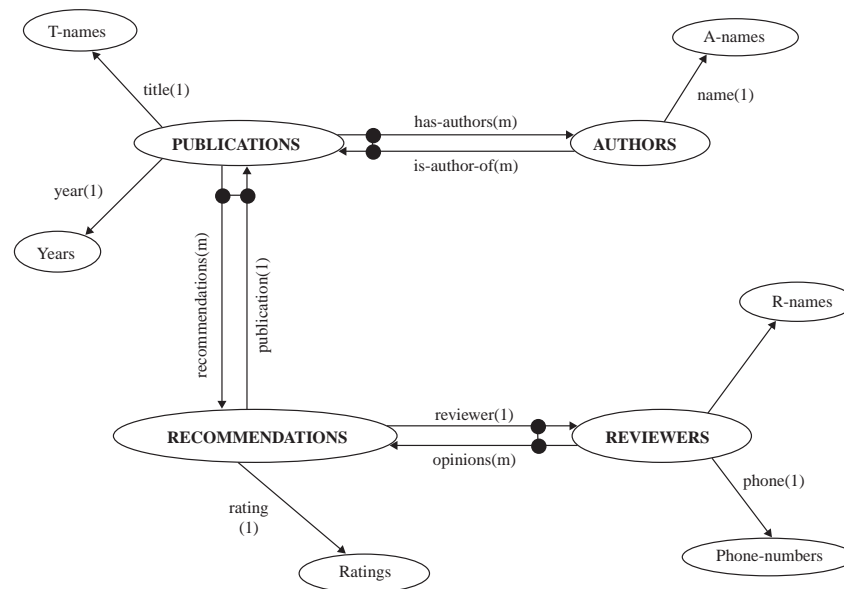 T-names
A-names
title(1)
name(1)
has-authors(m)
PUBLICATIONS
AUTHORS
is-author-of(m)
year(1)
Years
recommendations(m)
publication(1)
R-names
reviewer(1)
RECOMMENDATIONS
REVIEWERS
opinions(m)
phone(1)
rating
(1)
Phone-numbers
Ratings